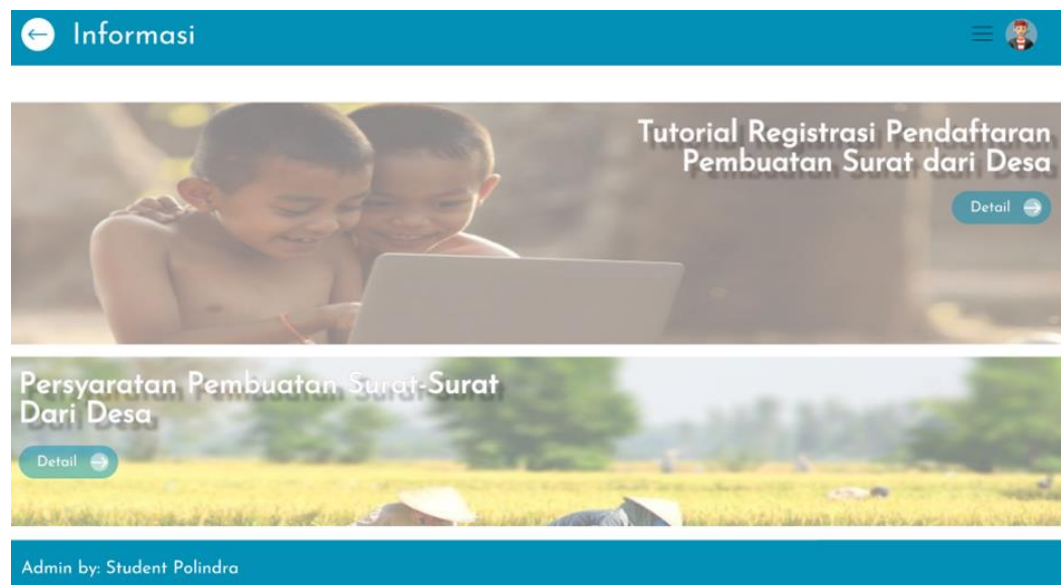 Informasi
Tutorial Registrasi Pendaftaran
Pembuatan Surat dari Desa
Detail
Persyaratan Pembuatan Surat-Surat
Dari Desa
Detail
Admin by: Student Polindra